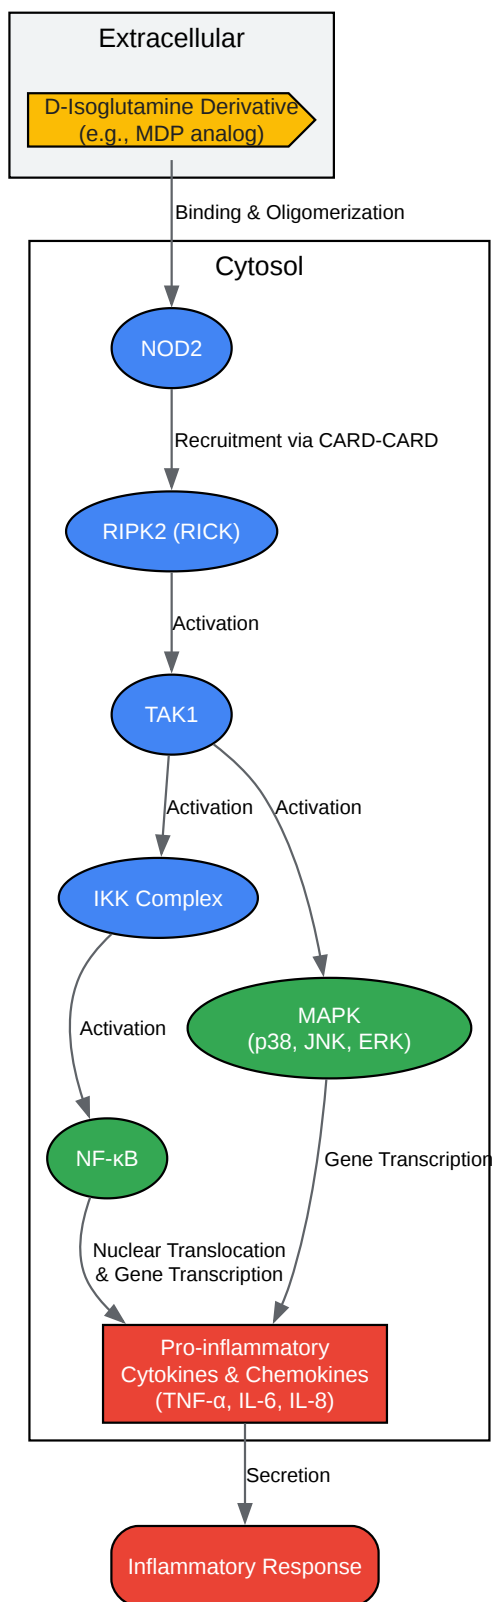 Extracellular
D-Isoglutamine Derivative
(e.g., MDP analog)
Binding & Oligomerization
Cytosol
NOD2
Recruitment via CARD-CARD
RIPK2 (RICK)
Activation
TAK1
Activation
Activation
IKK Complex
MAPK
(p38, JNK, ERK)
Activation
NF-κB
Gene Transcription
Nuclear Translocation
& Gene Transcription
Pro-inflammatory
Cytokines & Chemokines
(TNF-α, IL-6, IL-8)
Secretion
Inflammatory Response